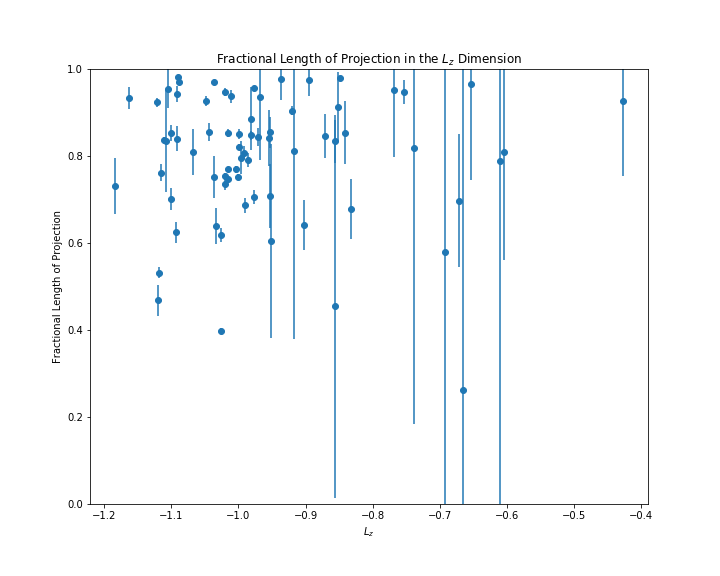 Fractional Length of Projection in the L_z Dimension
Fractional Length of Projection
1.0
0.8
0.6
0.4
0.2
0.0
−1.2 −1.1 −1.0 −0.9 −0.8 −0.7 −0.6 −0.5 −0.4
L_z